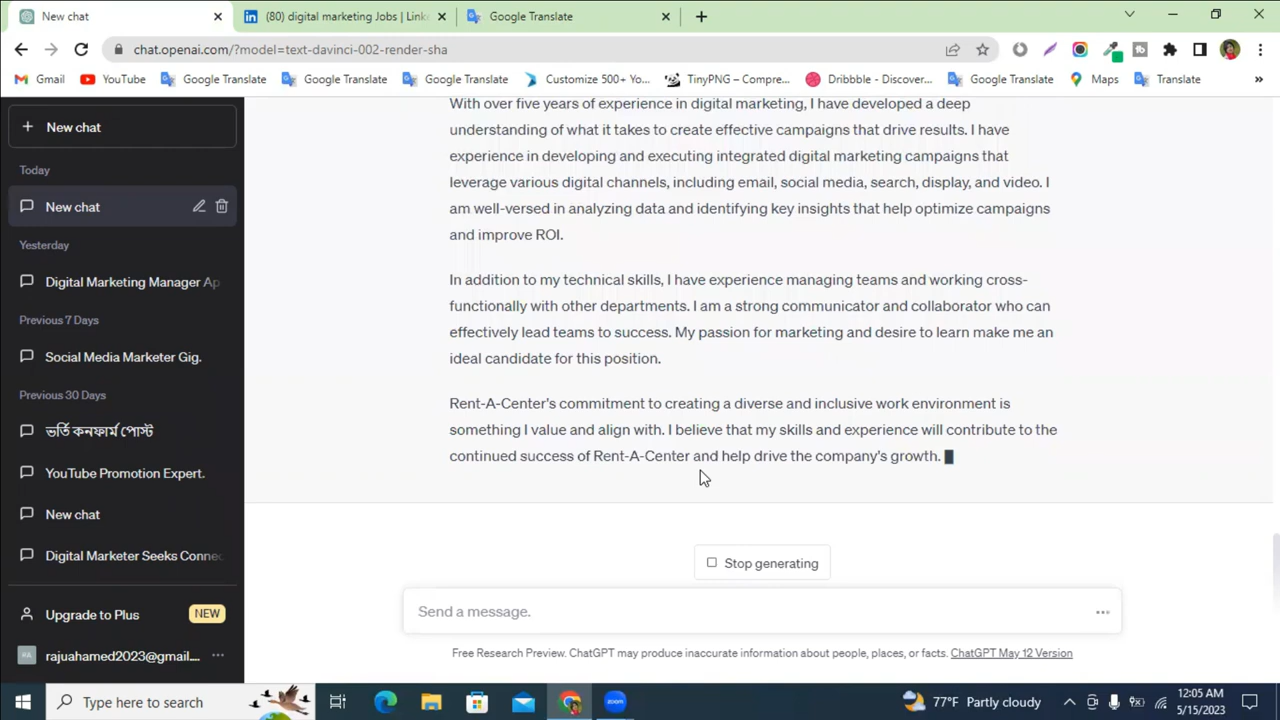 New chat
(80) digital marketing Jobs | Linke
Google Translate
chat.openai.com/?model=text-davinci-002-render-sha
Gmail
YouTube
Google Translate
Google Translate
Google Translate
Customize 500+ Yo...
TinyPNG – Compre...
Dribbble - Discover...
Google Translate
Maps
Translate
»
+ New chat
Today
New chat
Yesterday
Digital Marketing Manager Ap
Previous 7 Days
Social Media Marketer Gig.
Previous 30 Days
ভর্তি কনফার্ম পোস্ট
YouTube Promotion Expert.
New chat
Digital Marketer Seeks Connec
Upgrade to Plus
NEW
rajuahamed2023@gmail....
With over five years of experience in digital marketing, I have developed a deep
understanding of what it takes to create effective campaigns that drive results. I have
experience in developing and executing integrated digital marketing campaigns that
leverage various digital channels, including email, social media, search, display, and video. I
am well-versed in analyzing data and identifying key insights that help optimize campaigns
and improve ROI.
In addition to my technical skills, I have experience managing teams and working cross-
functionally with other departments. I am a strong communicator and collaborator who can
effectively lead teams to success. My passion for marketing and desire to learn make me an
ideal candidate for this position.
Rent-A-Center's commitment to creating a diverse and inclusive work environment is
something I value and align with. I believe that my skills and experience will contribute to the
continued success of Rent-A-Center and help drive the company's growth.
Stop generating
Send a message.
Free Research Preview. ChatGPT may produce inaccurate information about people, places, or facts. ChatGPT May 12 Version
Type here to search
zoom
77°F Partly cloudy
12:05 AM
5/15/2023